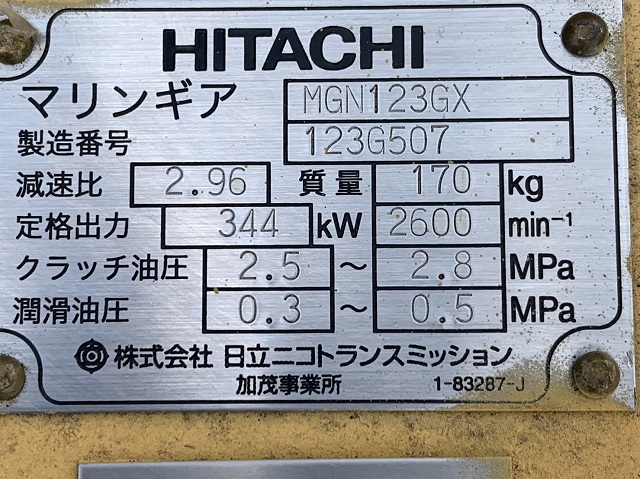 HITACHI
マリンギア MGN123GX
製造番号 123G507
減速比 2.96 質量 170 kg
定格出力 344 kW 2600 min⁻¹
クラッチ油圧 2.5 ～ 2.8 MPa
潤滑油圧 0.3 ～ 0.5 MPa
株式会社 日立ニコトランスミッション
加茂事業所 1-83287-J